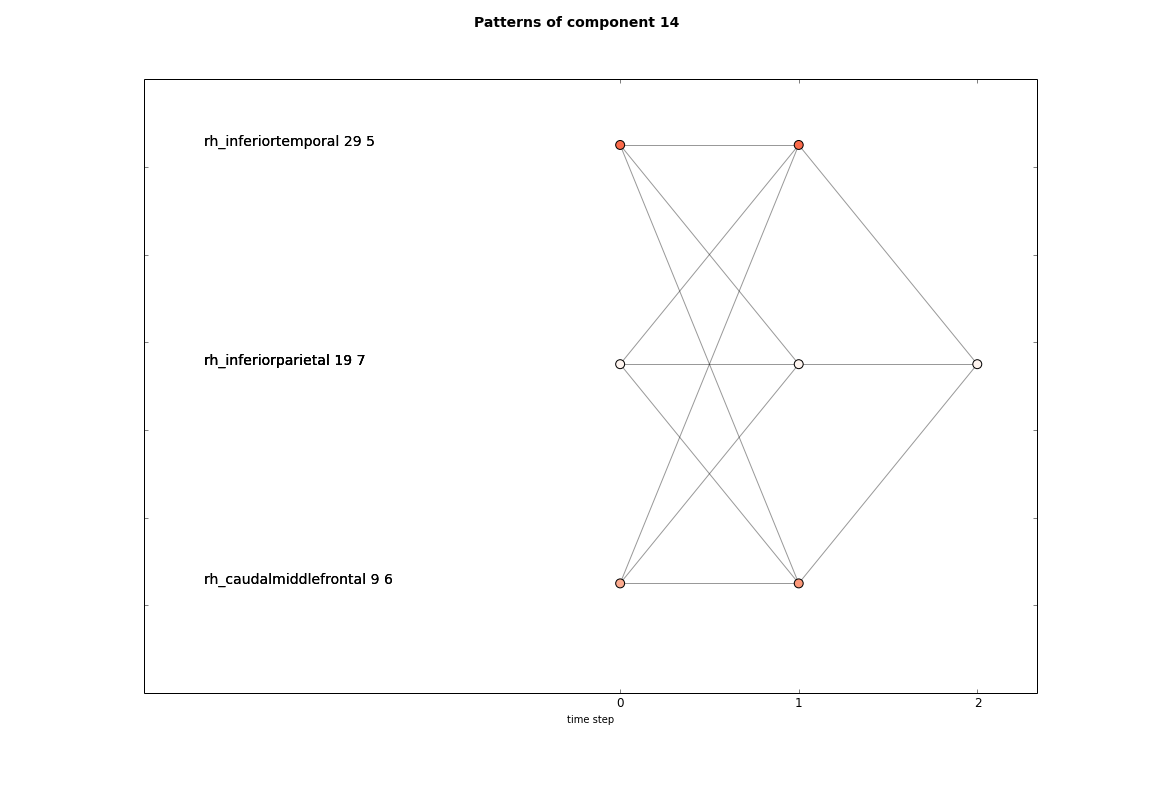 Patterns of component 14
rh_inferiortemporal 29 5
rh_inferiorparietal 19 7
rh_caudalmiddlefrontal 9 6
0 1 2
time step